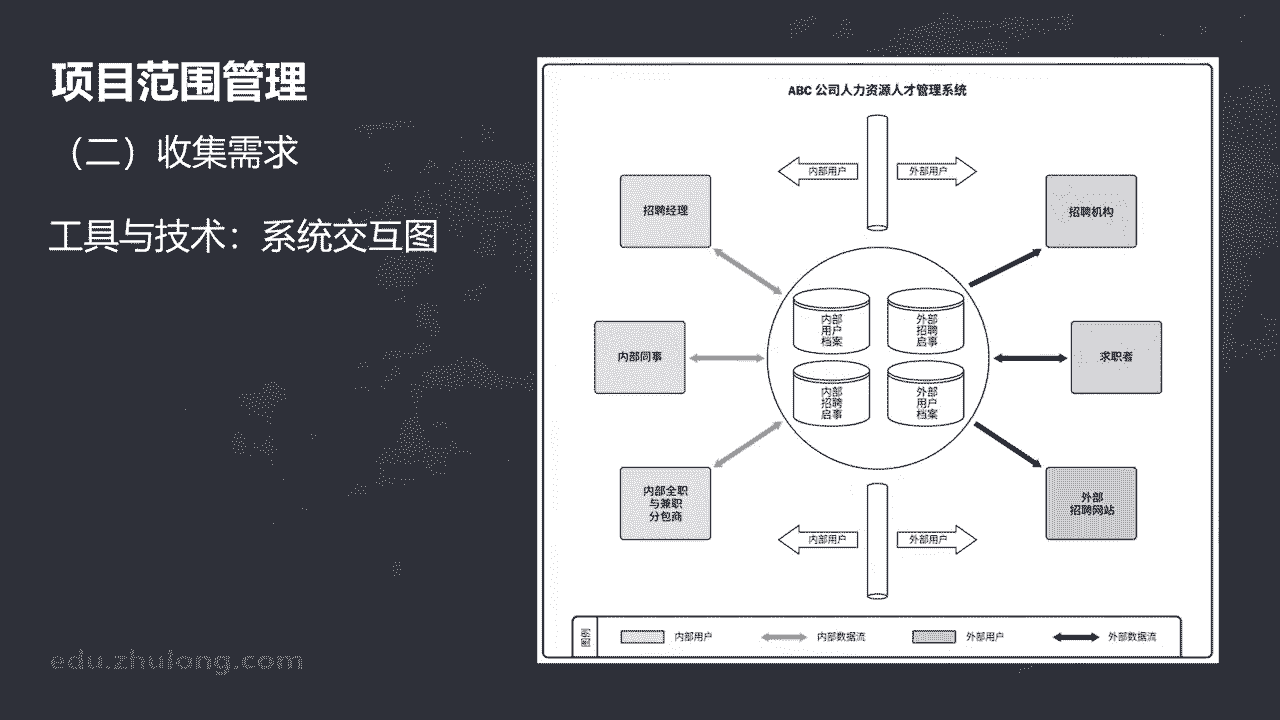 项目范围管理
（二）收集需求
工具与技术：系统交互图
ABC 公司人力资源人才管理系统
内部用户
外部用户
招聘经理
招聘机构
内部
用户
档案
外部
招聘
启事
内部同事
求职者
内部
招聘
启事
外部
用户
档案
内部全职
与兼职
分包商
外部
招聘网站
内部用户
外部用户
图例
内部用户
内部数据流
外部用户
外部数据流
edu.zhulong.com